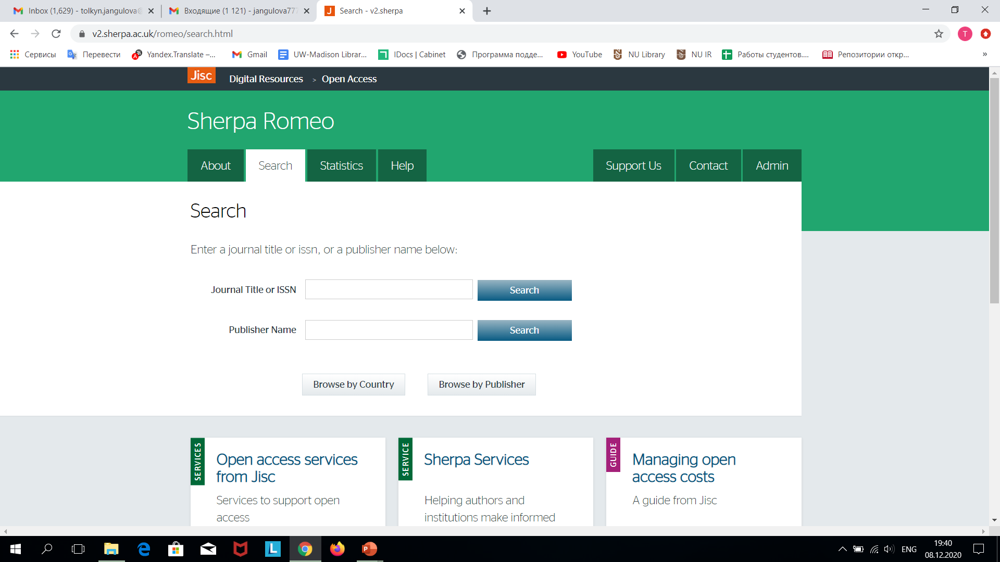 Inbox (1,629) - tolkyn.jangulova@
Входящие (1 121) - jangulova777
J Search - v2.sherpa
v2.sherpa.ac.uk/romeo/search.html
T
Сервисы
Перевести
Yandex.Translate –...
Gmail
UW-Madison Librar...
IDocs | Cabinet
Программа подде...
YouTube
NU Library
NU IR
Работы студентов....
Репозитории откр...
»
Jisc
Digital Resources > Open Access
Sherpa Romeo
About
Search
Statistics
Help
Support Us
Contact
Admin
Search
Enter a journal title or issn, or a publisher name below:
Journal Title or ISSN
Search
Publisher Name
Search
Browse by Country
Browse by Publisher
SERVICES
Open access services
from Jisc
Services to support open
access
SERVICE
Sherpa Services
Helping authors and
institutions make informed
GUIDE
Managing open
access costs
A guide from Jisc
L
P
ENG
19:40
08.12.2020